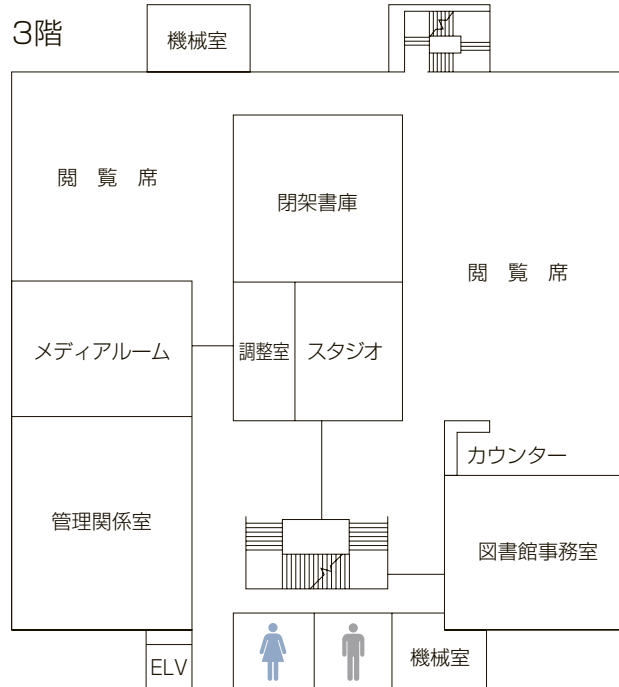 3階
機械室
閲覧席
閉架書庫
閲覧席
メディアルーム
調整室
スタジオ
カウンター
管理関係室
図書館事務室
機械室
ELV